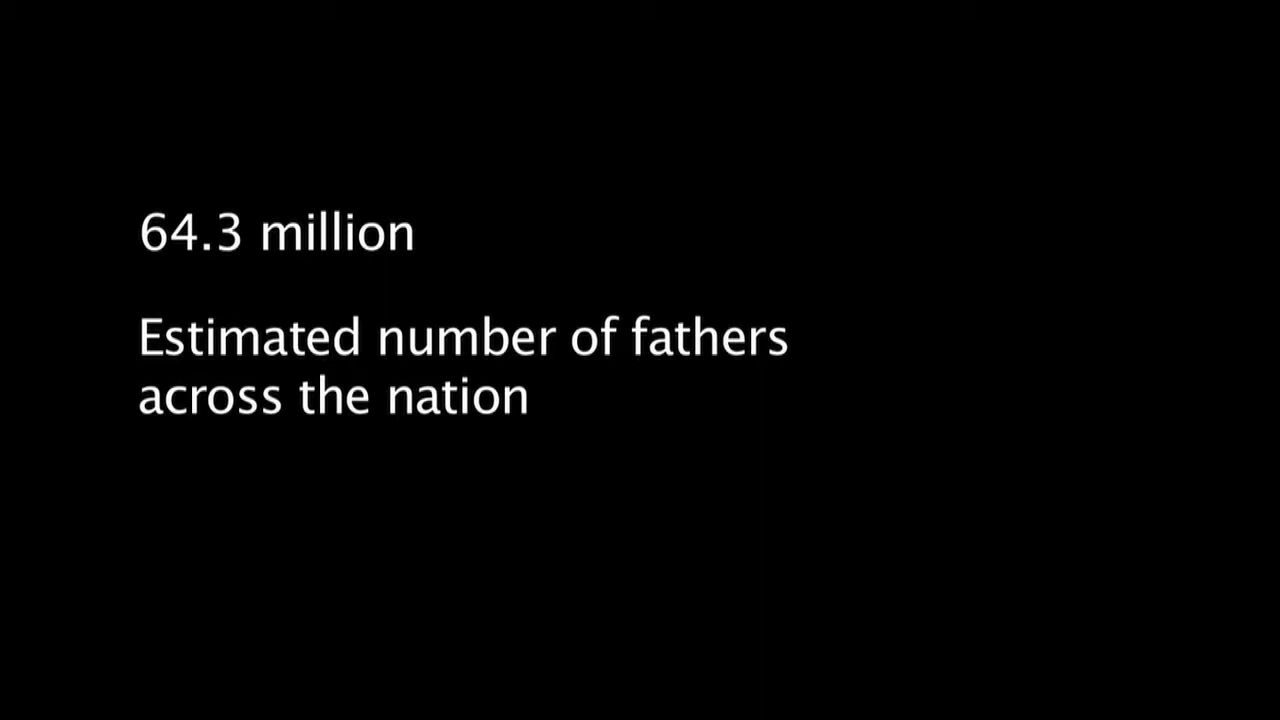 64.3 million
Estimated number of fathers
across the nation